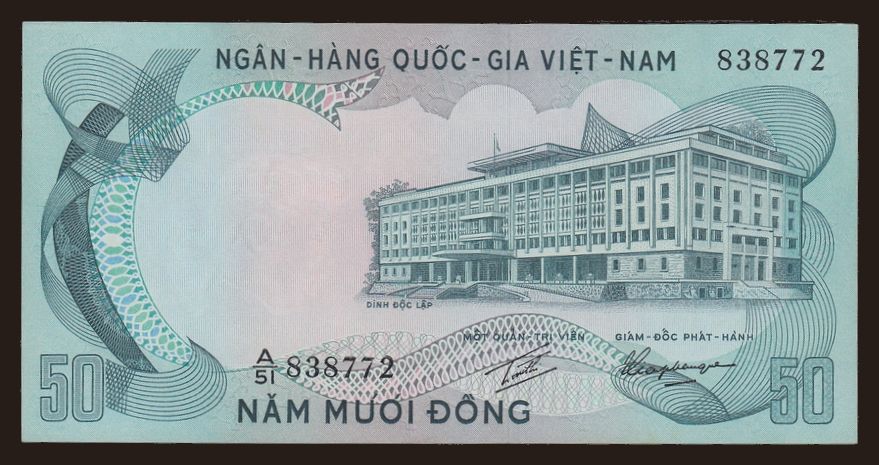 NGÂN - HÀNG QUỐC - GIA VIỆT - NAM 838772
DINH ĐỘC LẬP
MỘT QUẢN - TRỊ VIÊN GIÁM - ĐỐC PHÁT - HÀNH
A/51 838772
50 50
NĂM MƯƠI ĐỒNG